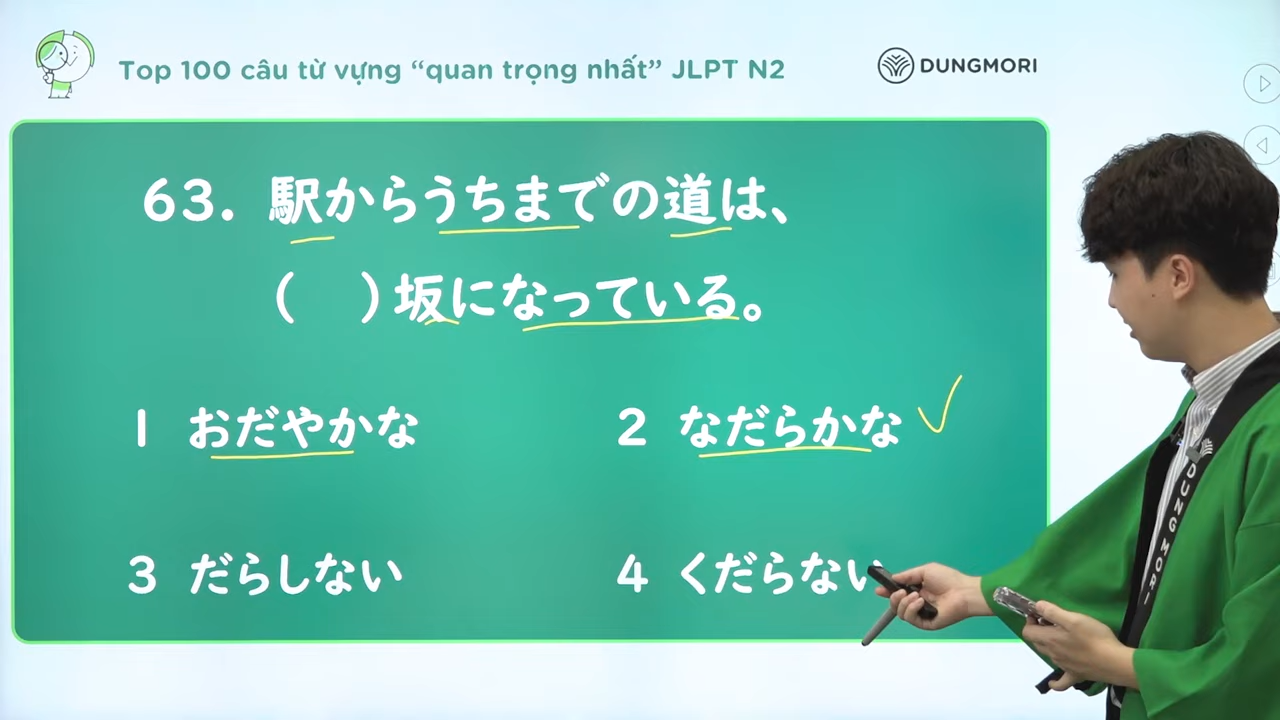 Top 100 câu từ vựng “quan trọng nhất” JLPT N2
DUNGMORI
63. 駅からうちまでの道は、
(　)坂になっている。
1 おだやかな
2 なだらかな
3 だらしない
4 くだらない
DUNG MORI